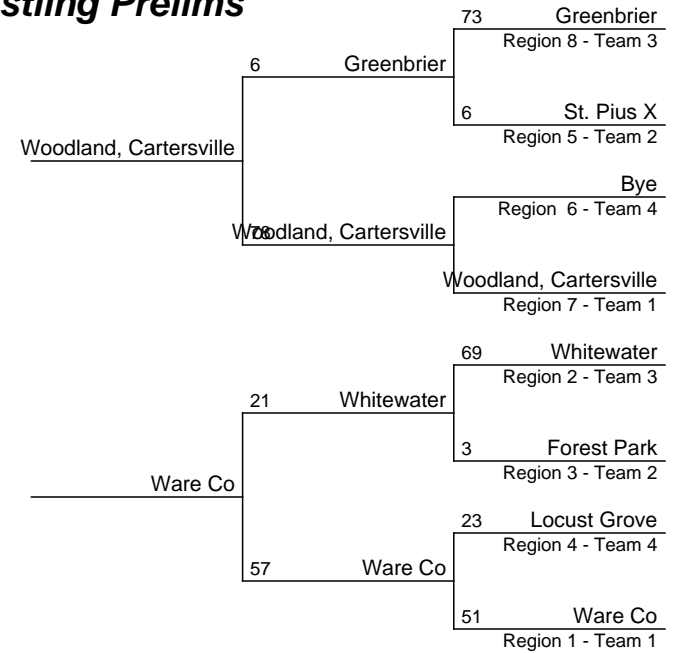 stling Prelims
73 Greenbrier
Region 8 - Team 3
6 Greenbrier
6 St. Pius X
Region 5 - Team 2
Woodland, Cartersville
Bye
Region 6 - Team 4
78 Woodland, Cartersville
Woodland, Cartersville
Region 7 - Team 1
69 Whitewater
Region 2 - Team 3
21 Whitewater
3 Forest Park
Region 3 - Team 2
Ware Co
23 Locust Grove
Region 4 - Team 4
57 Ware Co
51 Ware Co
Region 1 - Team 1